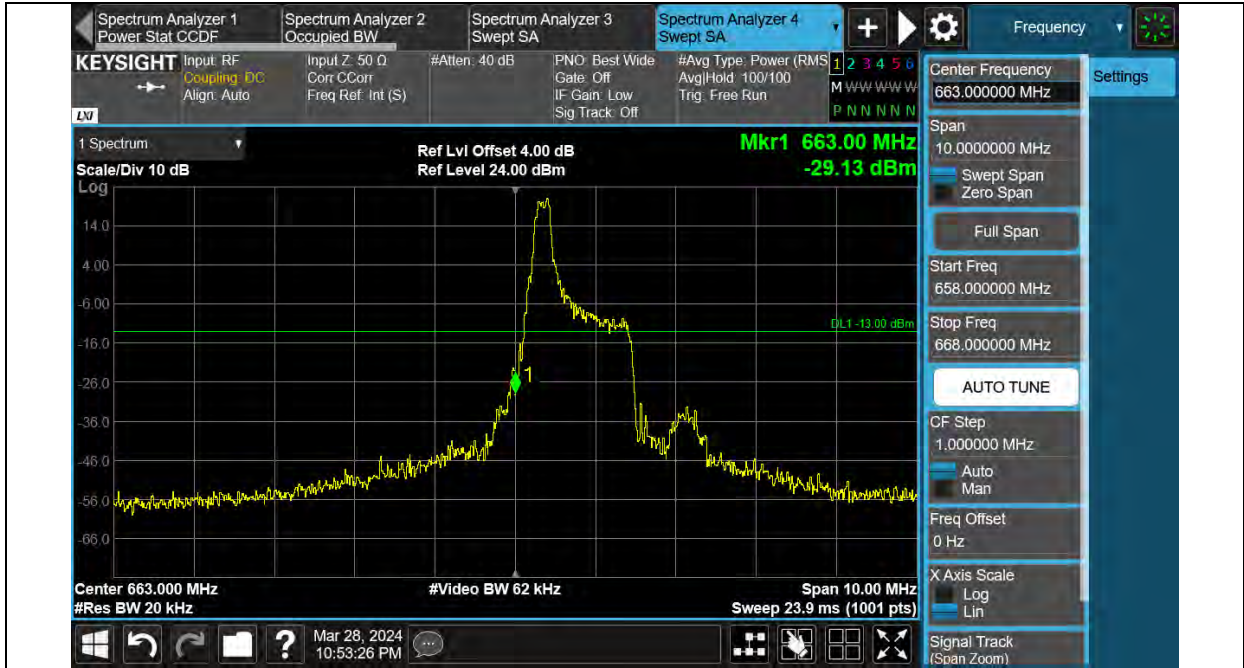 Spectrum Analyzer 1
Power Stat CCDF
Spectrum Analyzer 2
Occupied BW
Spectrum Analyzer 3
Swept SA
Spectrum Analyzer 4
Swept SA
+
Frequency
KEYSIGHT
LXI
Input: RF
Coupling: DC
Align: Auto
Input Z: 50 Ω
Corr CCorr
Freq Ref: Int (S)
#Atten: 40 dB
PNO: Best Wide
Gate: Off
IF Gain: Low
Sig Track: Off
#Avg Type: Power (RMS
Avg|Hold: 100/100
Trig: Free Run
1 2 3 4 5 6
M W W W W W
P N N N N N
1 Spectrum
Scale/Div 10 dB
Ref Lvl Offset 4.00 dB
Ref Level 24.00 dBm
Mkr1 663.00 MHz
-29.13 dBm
Log
14.0
4.00
-6.00
DL1 -13.00 dBm
-16.0
-26.0
1
-36.0
-46.0
-56.0
-66.0
Center 663.000 MHz
#Video BW 62 kHz
Span 10.00 MHz
#Res BW 20 kHz
Sweep 23.9 ms (1001 pts)
?
Mar 28, 2024
10:53:26 PM
Center Frequency
663.000000 MHz
Settings
Span
10.0000000 MHz
Swept Span
Zero Span
Full Span
Start Freq
658.000000 MHz
Stop Freq
668.000000 MHz
AUTO TUNE
CF Step
1.000000 MHz
Auto
Man
Freq Offset
0 Hz
X Axis Scale
Log
Lin
Signal Track
(Span Zoom)